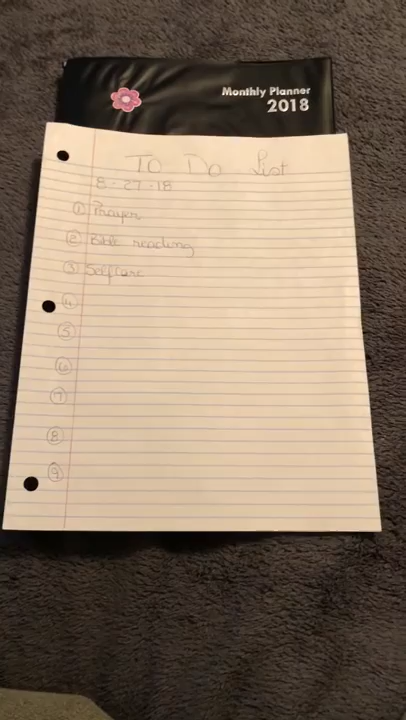 Monthly Planner
2018
To Do List
8-27-18
① Prayer
② Bible reading
③ Selfcare
④
⑤
⑥
⑦
⑧
⑨